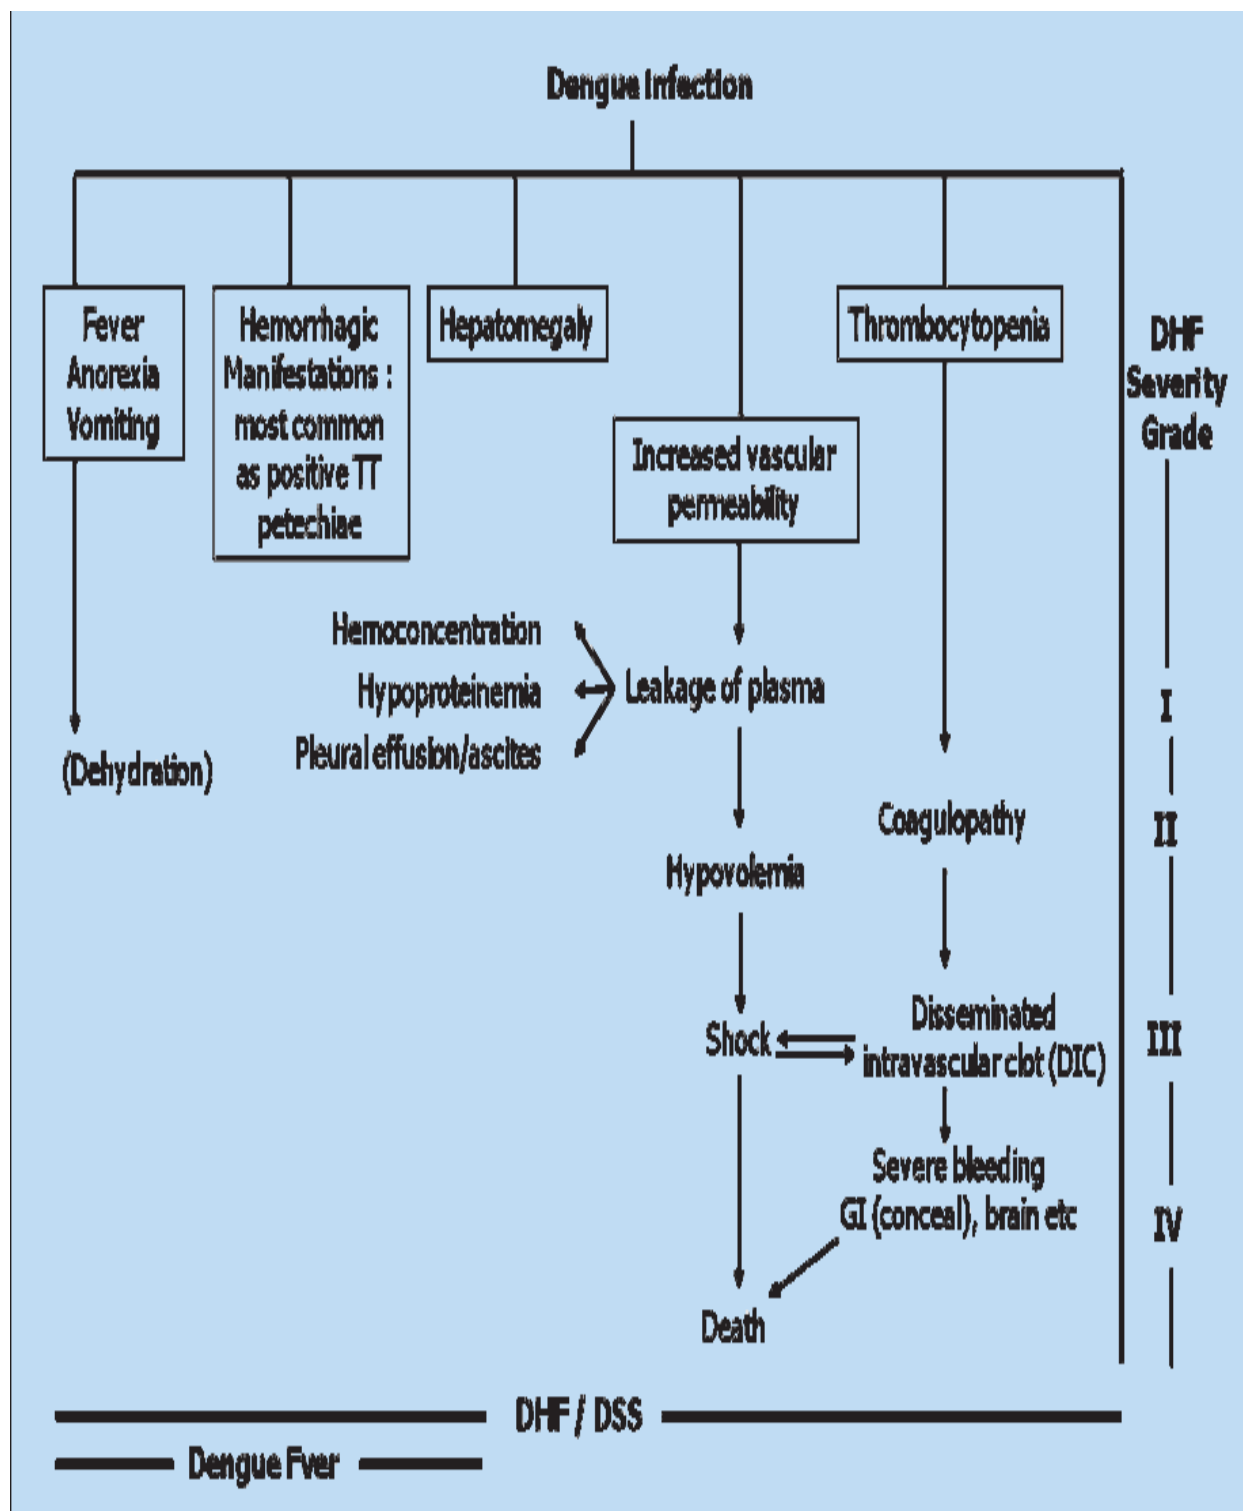 Dengue Infection
Fever
Anorexia
Vomiting
Hemorrhagic
Manifestations :
most common
as positive TT
petechiae
Hepatomegaly
Increased vascular
permeability
Thrombocytopenia
DHF
Severity
Grade
Hemoconcentration
Hypoproteinemia
Pleural effusion/ascites
Leakage of plasma
(Dehydration)
I
Coagulopathy
II
Hypovolemia
Shock
Disseminated
intravascular clot (DIC)
III
Severe bleeding
GI (conceal), brain etc
IV
Death
DHF / DSS
Dengue Fver